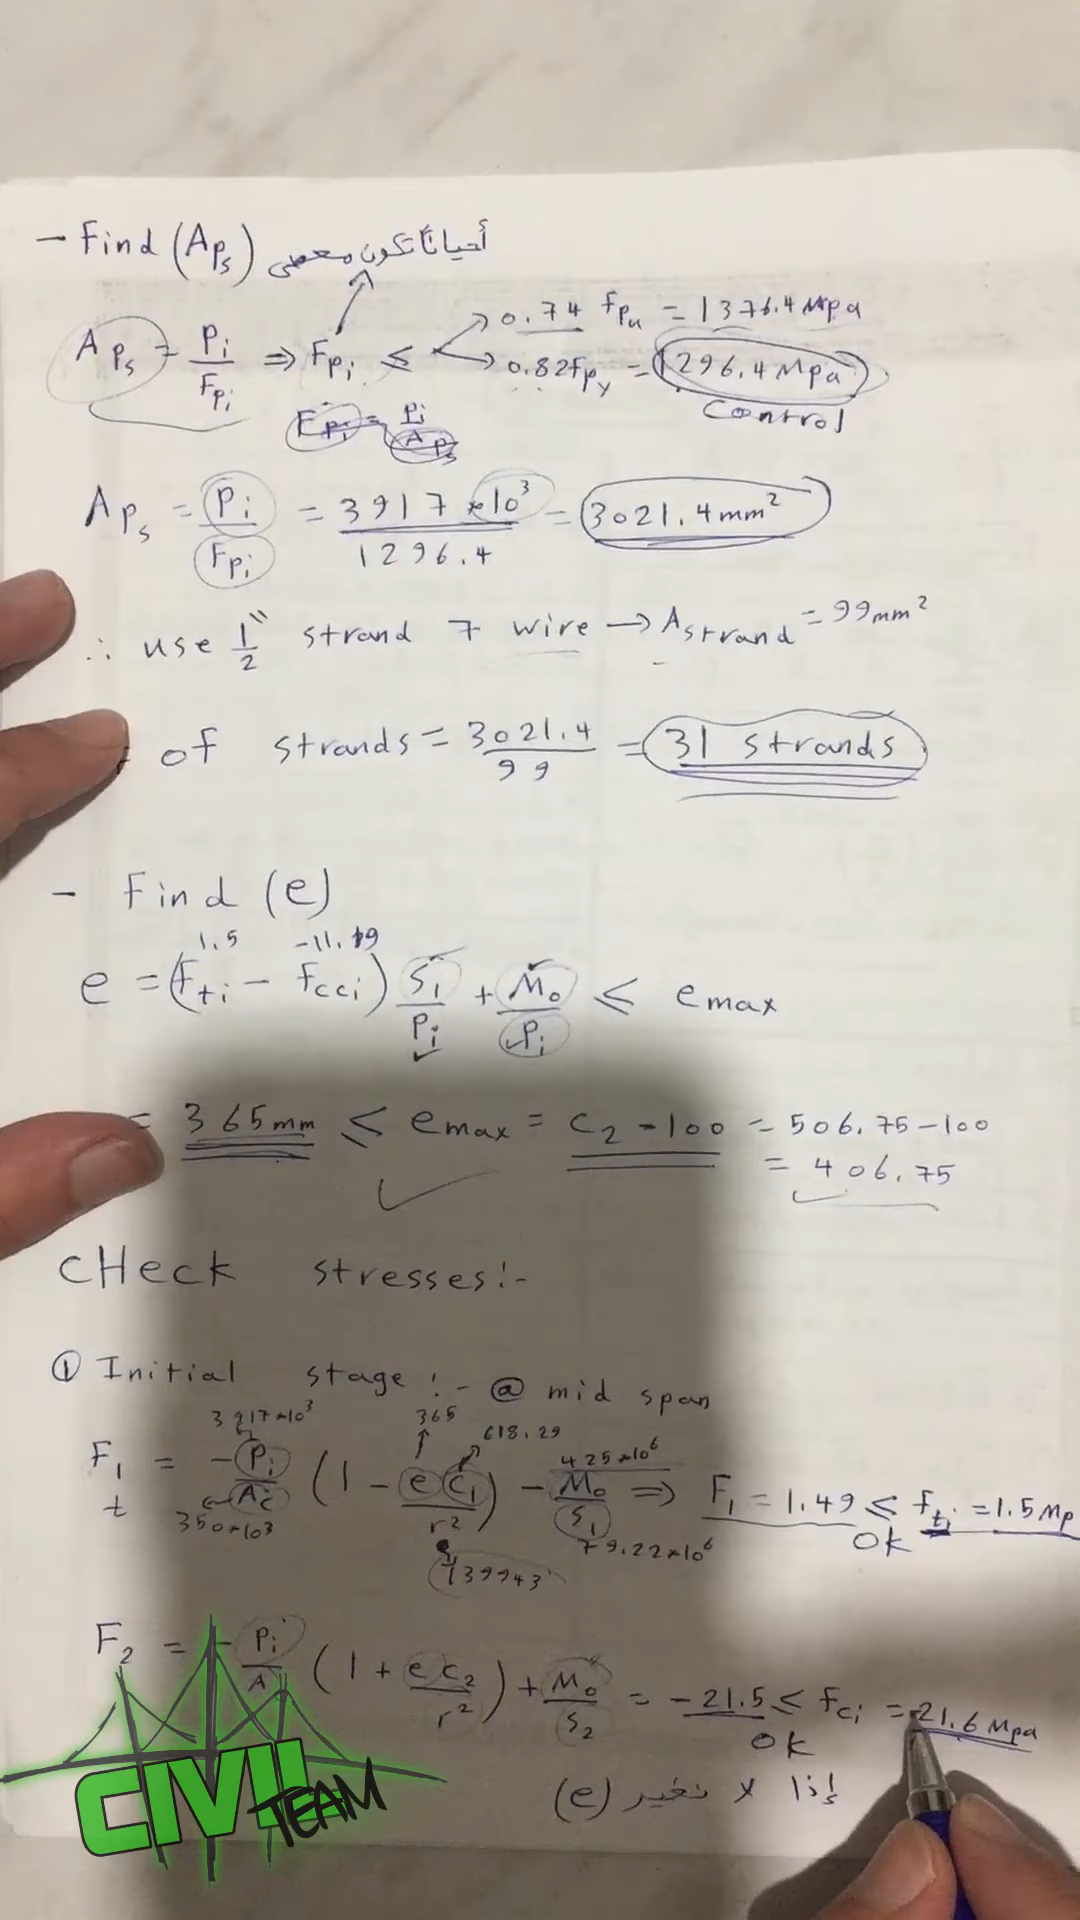 - Find (Aps) أحياناً تكون معطى
Aps = Pi / Fpi ⇒ Fpi ≤ 0.74 fpu = 1376.4 Mpa
0.82 fpy = 1296.4 Mpa
control
Fpi = Pi / Aps
Aps = Pi / Fpi = 3917*10³ / 1296.4 = 3021.4 mm²
∴ use 1/2" strand 7 wire → Astrand = 99 mm²
of strands = 3021.4 / 99 = 31 strands
- Find (e)
1.5 -11.19
e = (Fti - Fcci) S1 / Pi + Mo / Pi ≤ emax
= 365mm ≤ emax = c2 - 100 = 506.75 - 100
= 406.75
CHeck stresses:-
① Initial stage :- @ mid span
3917*10³ 365 618.29 425*10⁶
F1 = -Pi / Ac (1 - e c1 / r²) - Mo / S1 ⇒ F1 = 1.49 ≤ fti = 1.5 Mp
t 350*10³ 139943 79.22*10⁶ ok
F2 = - Pi / A (1 + e c2 / r²) + Mo / S2 = -21.5 ≤ fci = 21.6 Mpa
ok
إذا x نغير (e)
CIVIL
TEAM